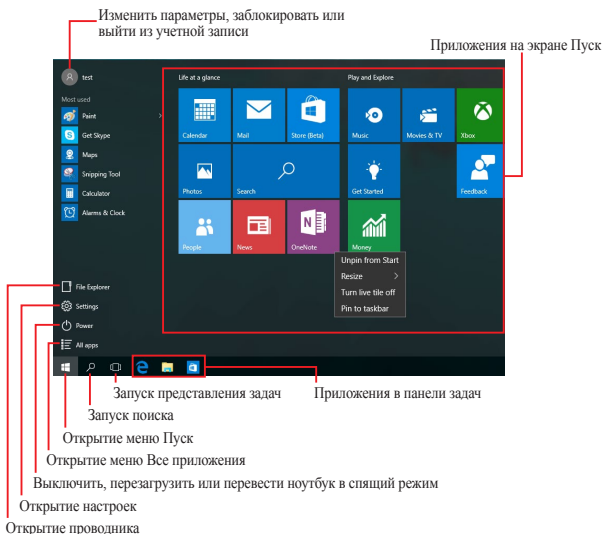 Изменить параметры, заблокировать или
выйти из учетной записи
Приложения на экране Пуск
test
Life at a glance
Play and Explore
Most used
Paint
Get Skype
Maps
Snipping Tool
Calculator
Alarms & Clock
Calendar
Mail
Store (Beta)
Music
Movies & TV
Xbox
Photos
Search
Get Started
Feedback
People
News
OneNote
Money
Unpin from Start
Resize
Turn live tile off
Pin to taskbar
File Explorer
Settings
Power
All apps
Запуск представления задач
Приложения в панели задач
Запуск поиска
Открытие меню Пуск
Открытие меню Все приложения
Выключить, перезагрузить или перевести ноутбук в спящий режим
Открытие настроек
Открытие проводника